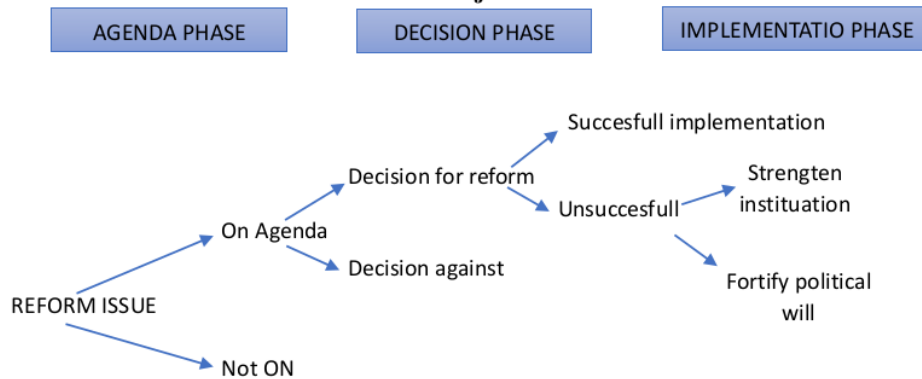 AGENDA PHASE
DECISION PHASE
IMPLEMENTATIO PHASE
Succesfull implementation
Decision for reform
Strengten
instituation
Unsuccesfull
On Agenda
Decision against
Fortify political
will
REFORM ISSUE
Not ON